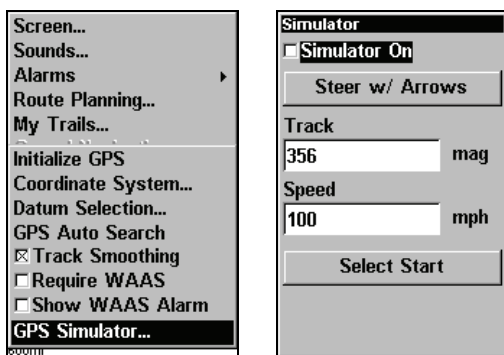 Screen...
Sounds...
Alarms
Route Planning...
My Trails...
Initialize GPS
Coordinate System...
Datum Selection...
GPS Auto Search
Track Smoothing
Require WAAS
Show WAAS Alarm
GPS Simulator...
Simulator
Simulator On
Steer w/ Arrows
Track
356 mag
Speed
100 mph
Select Start